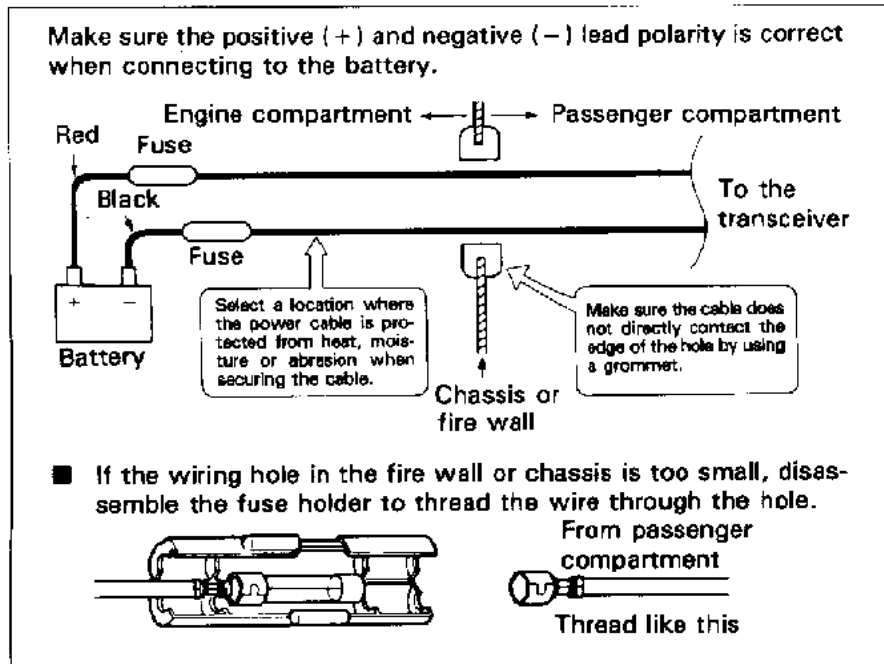 Make sure the positive (+) and negative (−) lead polarity is correct
when connecting to the battery.
Engine compartment
Passenger compartment
Red
Fuse
Black
To the
transceiver
Fuse
+
−
Battery
Select a location where
the power cable is pro-
tected from heat, mois-
ture or abrasion when
securing the cable.
Make sure the cable does
not directly contact the
edge of the hole by using
a grommet.
Chassis or
fire wall
■ If the wiring hole in the fire wall or chassis is too small, disas-
semble the fuse holder to thread the wire through the hole.
From passenger
compartment
Thread like this